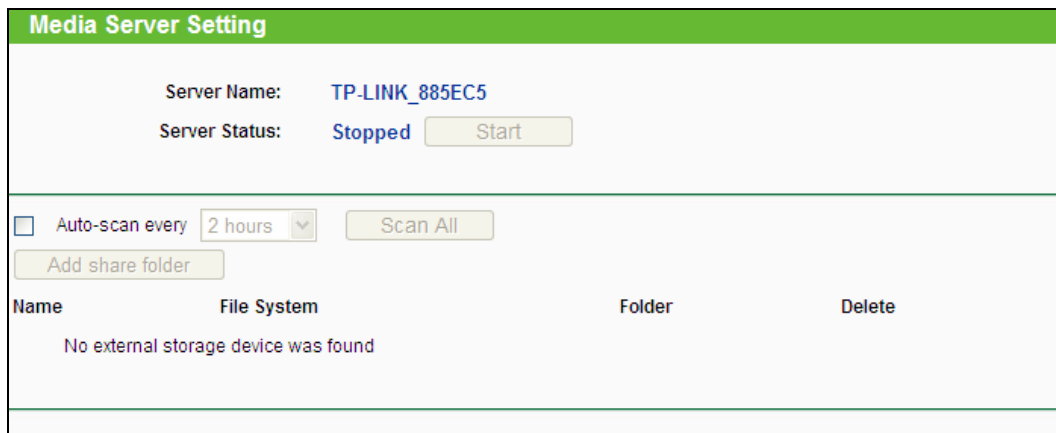 Media Server Setting
Server Name: TP-LINK_885EC5
Server Status: Stopped Start
Auto-scan every 2 hours Scan All
Add share folder
Name File System Folder Delete
No external storage device was found